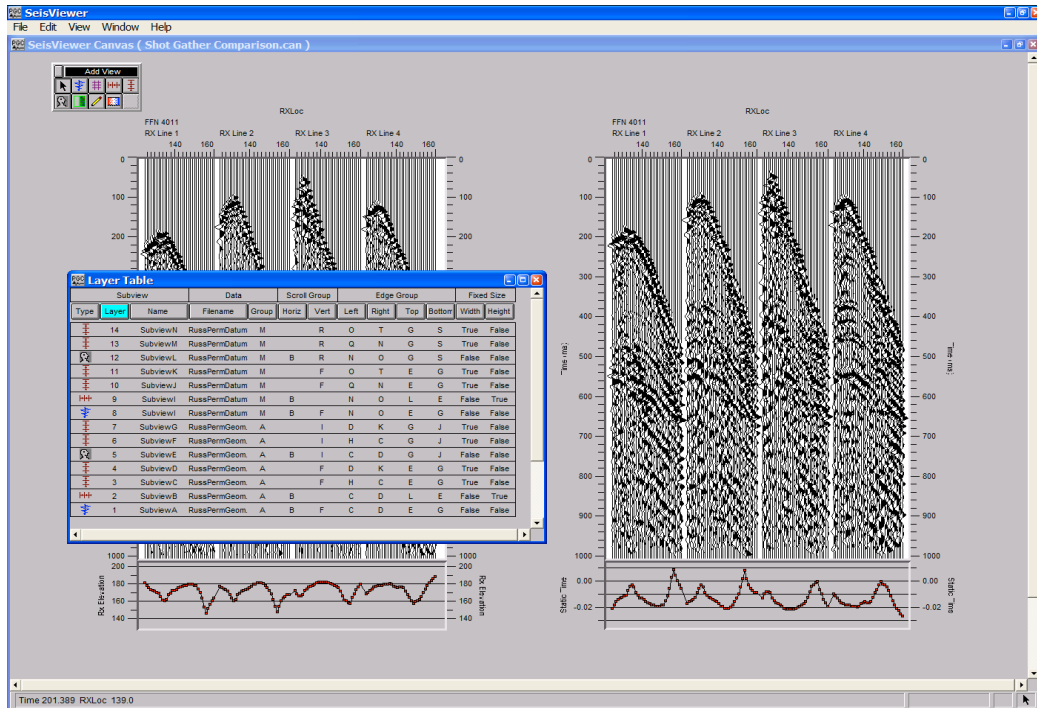 PGC SeisViewer
File Edit View Window Help
PGC SeisViewer Canvas ( Shot Gather Comparison.can )
Add View
RXLoc
FFN 4011
RX Line 1 RX Line 2 RX Line 3 RX Line 4
140 160 140 160 140 160 140 160
0 0
100 100
200 200
1000 1000
200 200
180 180
160 160
140 140
Rx Elevation
Rx Elevation
RXLoc
FFN 4011
RX Line 1 RX Line 2 RX Line 3 RX Line 4
140 160 140 160 140 160 140 160
0 0
100 100
200 200
300 300
400 400
500 500
600 600
700 700
800 800
900 900
1000 1000
Time (ms)
Time (ms)
0.00 0.00
-0.02 -0.02
Static Time
Static Time
PGC Layer Table
Subview Data Scroll Group Edge Group Fixed Size
Type Layer Name Filename Group Horiz Vert Left Right Top Bottom Width Height
14 SubviewN RussPermDatum M R O T G S True False
13 SubviewM RussPermDatum M R Q N G S True False
12 SubviewL RussPermDatum M B R N O G S False False
11 SubviewK RussPermDatum M F O T E G True False
10 SubviewJ RussPermDatum M F Q N E G True False
9 SubviewI RussPermDatum M B N O L E False True
8 SubviewI RussPermDatum M B F N O E G False False
7 SubviewG RussPermGeom. A I D K G J True False
6 SubviewF RussPermGeom. A I H C G J True False
5 SubviewE RussPermGeom. A B I C D G J False False
4 SubviewD RussPermGeom. A F D K E G True False
3 SubviewC RussPermGeom. A F H C E G True False
2 SubviewB RussPermGeom. A B C D L E False True
1 SubviewA RussPermGeom. A B F C D E G False False
Time 201.389 RXLoc 139.0